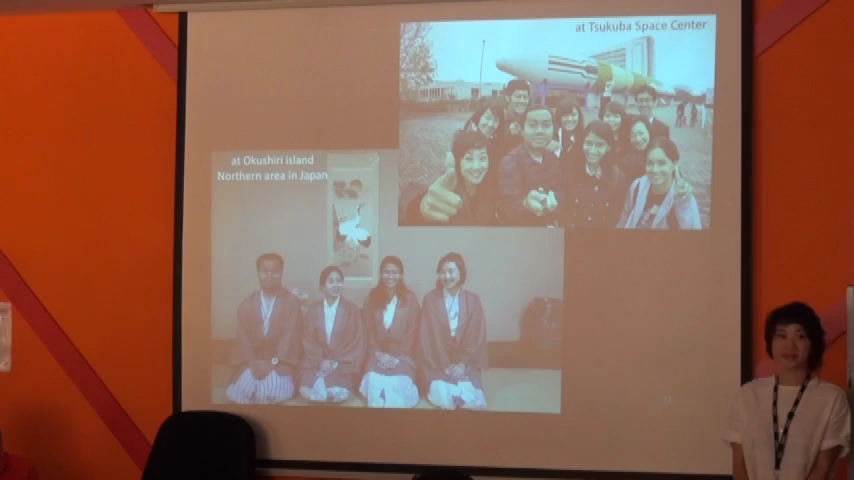 at Tsukuba Space Center
at Okushiri island
Northern area in Japan